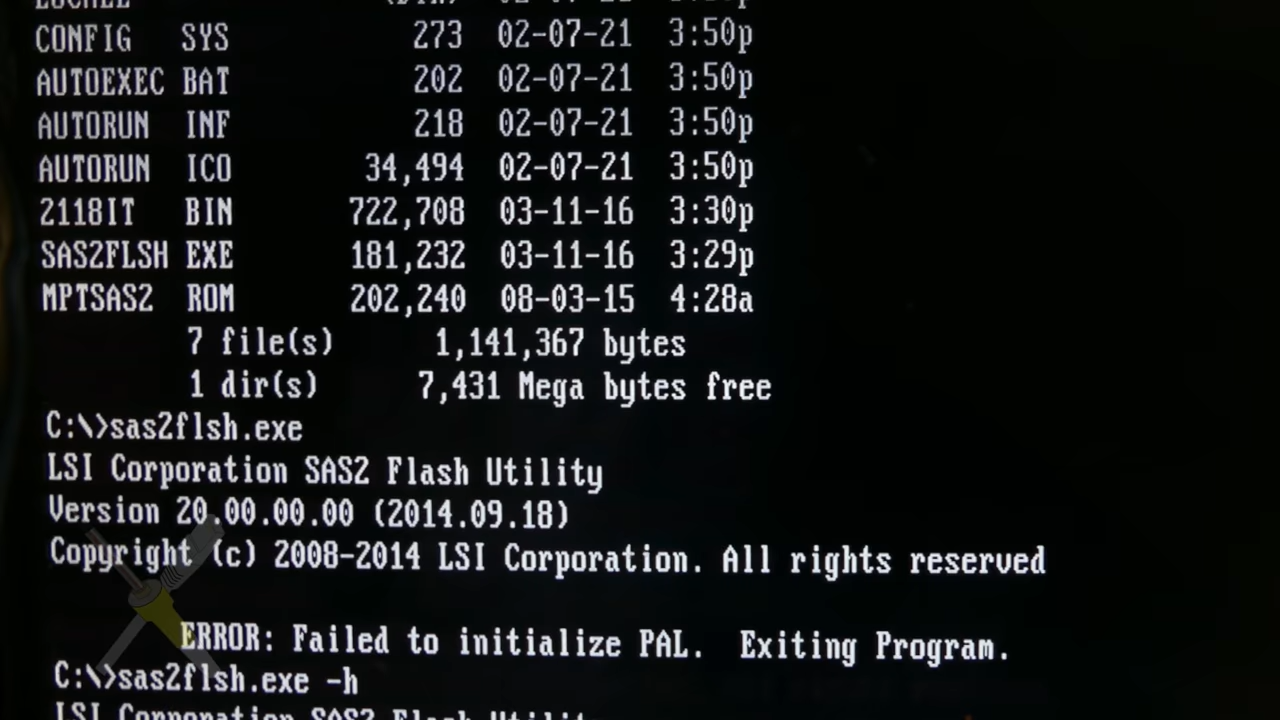 CONFIG SYS 273 02-07-21 3:50p
AUTOEXEC BAT 202 02-07-21 3:50p
AUTORUN INF 218 02-07-21 3:50p
AUTORUN ICO 34,494 02-07-21 3:50p
2118IT BIN 722,708 03-11-16 3:30p
SAS2FLSH EXE 181,232 03-11-16 3:29p
MPTSAS2 ROM 202,240 08-03-15 4:28a
7 file(s) 1,141,367 bytes
1 dir(s) 7,431 Mega bytes free
C:\>sas2flsh.exe
LSI Corporation SAS2 Flash Utility
Version 20.00.00.00 (2014.09.18)
Copyright (c) 2008-2014 LSI Corporation. All rights reserved
ERROR: Failed to initialize PAL. Exiting Program.
C:\>sas2flsh.exe -h
LSI Corporation SAS2 Flash Utility